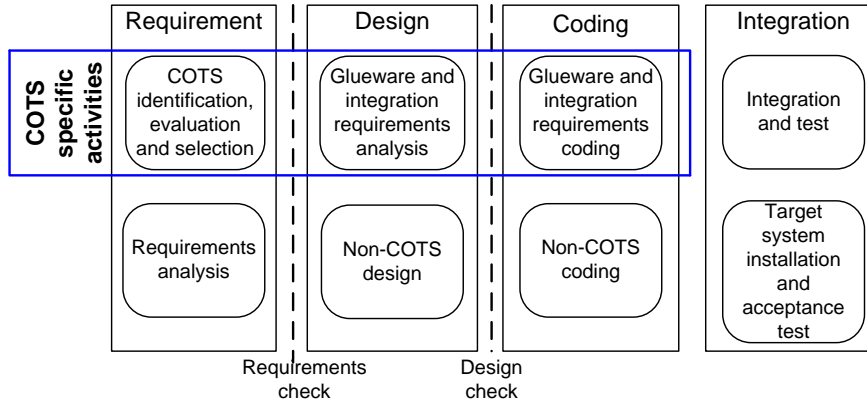 Requirement
Design
Coding
Integration
COTS
specific
activities
COTS
identification,
evaluation
and selection
Glueware and
integration
requirements
analysis
Glueware and
integration
requirements
coding
Integration
and test
Requirements
analysis
Non-COTS
design
Non-COTS
coding
Target
system
installation
and
acceptance
test
Requirements
check
Design
check